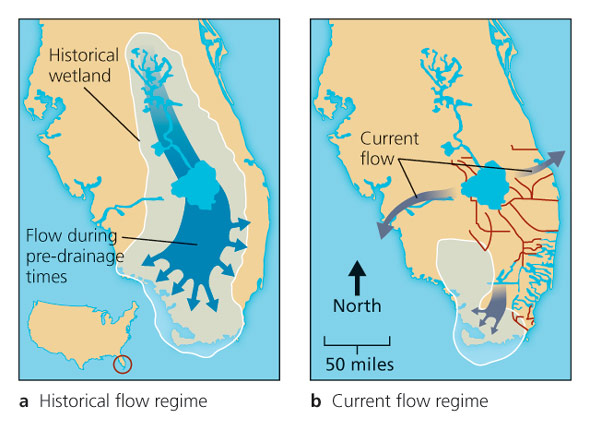 Historical
wetland
Flow during
pre-drainage
times
a Historical flow regime
Current
flow
North
50 miles
b Current flow regime